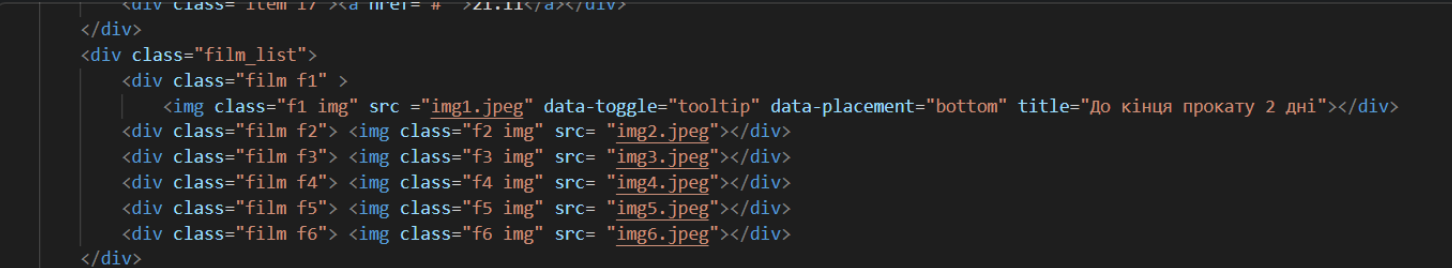 <div class="item i7"><a href="#" >21.11</a></div>
</div>
<div class="film_list">
<div class="film f1" >
<img class="f1 img" src ="img1.jpeg" data-toggle="tooltip" data-placement="bottom" title="До кінця прокату 2 дні"></div>
<div class="film f2"> <img class="f2 img" src= "img2.jpeg"></div>
<div class="film f3"> <img class="f3 img" src= "img3.jpeg"></div>
<div class="film f4"> <img class="f4 img" src= "img4.jpeg"></div>
<div class="film f5"> <img class="f5 img" src= "img5.jpeg"></div>
<div class="film f6"> <img class="f6 img" src= "img6.jpeg"></div>
</div>